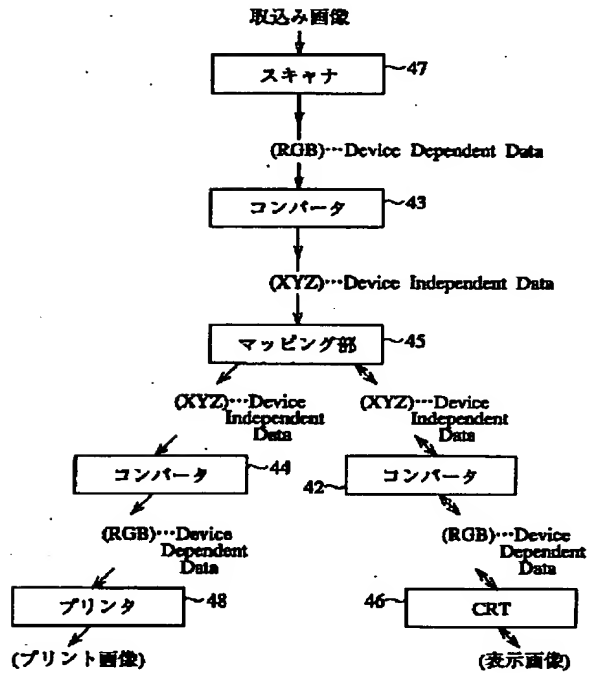 取込み画像
スキャナ
47
(RGB)…Device Dependent Data
コンバータ
43
(XYZ)…Device Independent Data
マッピング部
45
(XYZ)…Device
Independent
Data
(XYZ)…Device
Independent
Data
コンバータ
44
42
コンバータ
(RGB)…Device
Dependent
Data
(RGB)…Device
Dependent
Data
プリンタ
48
46
CRT
(プリント画像)
(表示画像)